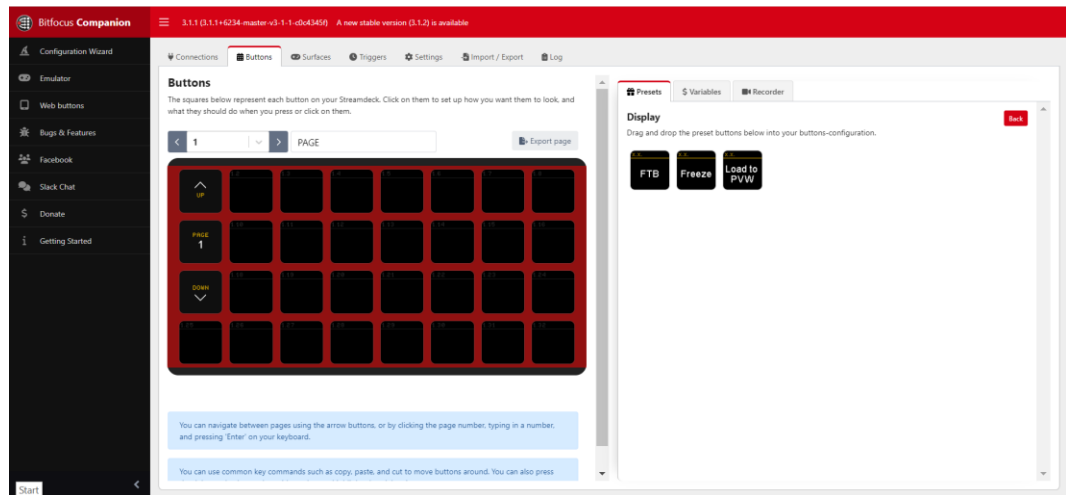 Bitfocus Companion
3.1.1 (3.1.1+6234-master-v3-1-1-c0c4345f) A new stable version (3.1.2) is available
Configuration Wizard
Emulator
Web buttons
Bugs & Features
Facebook
Slack Chat
Donate
Getting Started
Start
Connections Buttons Surfaces Triggers Settings Import / Export Log
Buttons
The squares below represent each button on your Streamdeck. Click on them to set up how you want them to look, and
what they should do when you press or click on them.
1 PAGE Export page
UP
PAGE
1
DOWN
You can navigate between pages using the arrow buttons, or by clicking the page number, typing in a number,
and pressing 'Enter' on your keyboard.
You can use common key commands such as copy, paste, and cut to move buttons around. You can also press
Presets $ Variables Recorder
Display
Back
Drag and drop the preset buttons below into your buttons-configuration.
FTB
Freeze
Load to
PVW